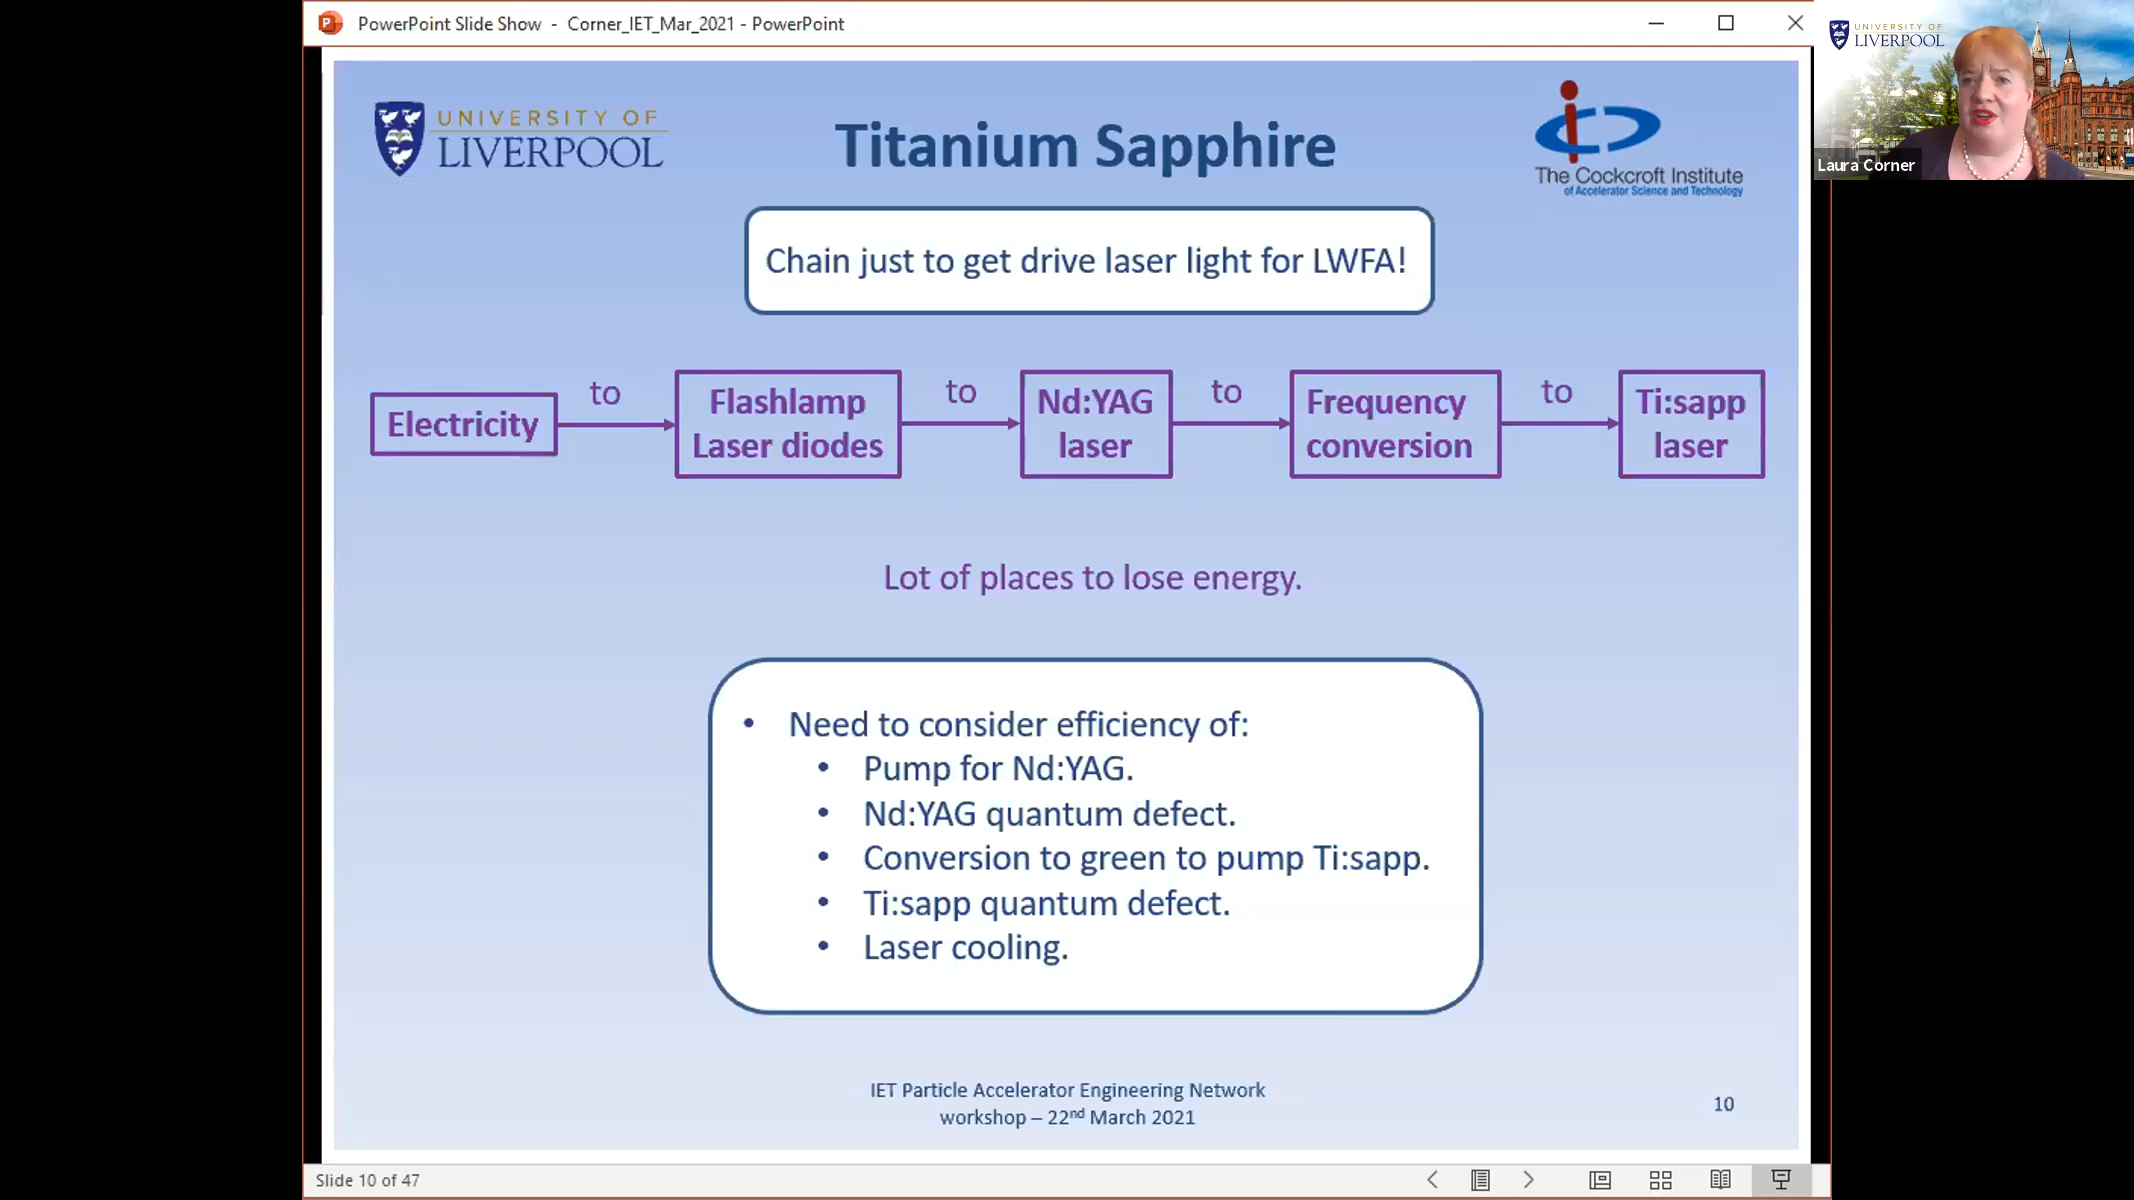 PowerPoint Slide Show - Corner_IET_Mar_2021 - PowerPoint
UNIVERSITY OF
LIVERPOOL
Laura Corner
UNIVERSITY OF
LIVERPOOL
Titanium Sapphire
The Cockcroft Institute
of Accelerator Science and Technology
Chain just to get drive laser light for LWFA!
Electricity
to
Flashlamp
Laser diodes
to
Nd:YAG
laser
to
Frequency
conversion
to
Ti:sapp
laser
Lot of places to lose energy.
• Need to consider efficiency of:
• Pump for Nd:YAG.
• Nd:YAG quantum defect.
• Conversion to green to pump Ti:sapp.
• Ti:sapp quantum defect.
• Laser cooling.
IET Particle Accelerator Engineering Network
workshop – 22nd March 2021
10
Slide 10 of 47